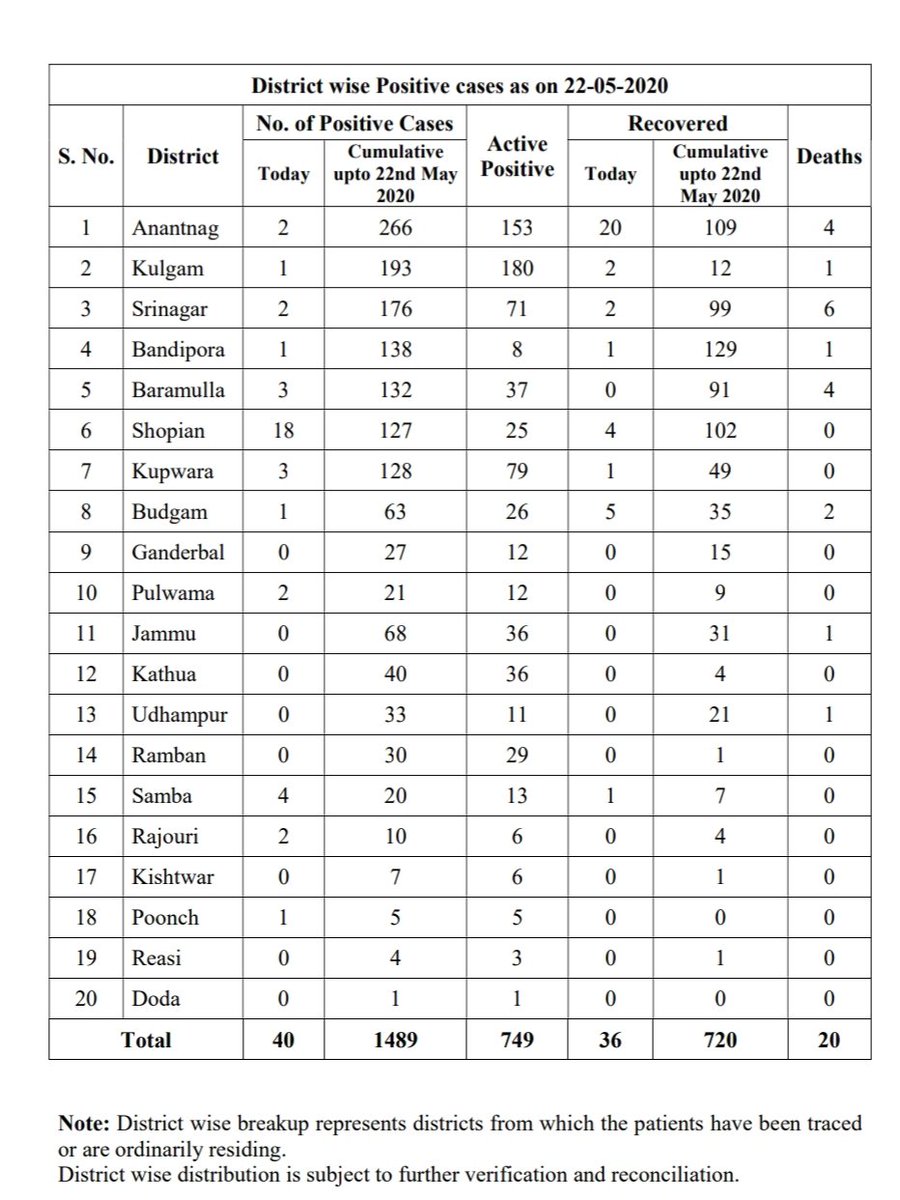 District wise Positive cases as on 22-05-2020
S. No. District No. of Positive Cases Active Positive Recovered Deaths
Today Cumulative upto 22nd May 2020 Today Cumulative upto 22nd May 2020
1 Anantnag 2 266 153 20 109 4
2 Kulgam 1 193 180 2 12 1
3 Srinagar 2 176 71 2 99 6
4 Bandipora 1 138 8 1 129 1
5 Baramulla 3 132 37 0 91 4
6 Shopian 18 127 25 4 102 0
7 Kupwara 3 128 79 1 49 0
8 Budgam 1 63 26 5 35 2
9 Ganderbal 0 27 12 0 15 0
10 Pulwama 2 21 12 0 9 0
11 Jammu 0 68 36 0 31 1
12 Kathua 0 40 36 0 4 0
13 Udhampur 0 33 11 0 21 1
14 Ramban 0 30 29 0 1 0
15 Samba 4 20 13 1 7 0
16 Rajouri 2 10 6 0 4 0
17 Kishtwar 0 7 6 0 1 0
18 Poonch 1 5 5 0 0 0
19 Reasi 0 4 3 0 1 0
20 Doda 0 1 1 0 0 0
Total 40 1489 749 36 720 20
Note: District wise breakup represents districts from which the patients have been traced
or are ordinarily residing.
District wise distribution is subject to further verification and reconciliation.